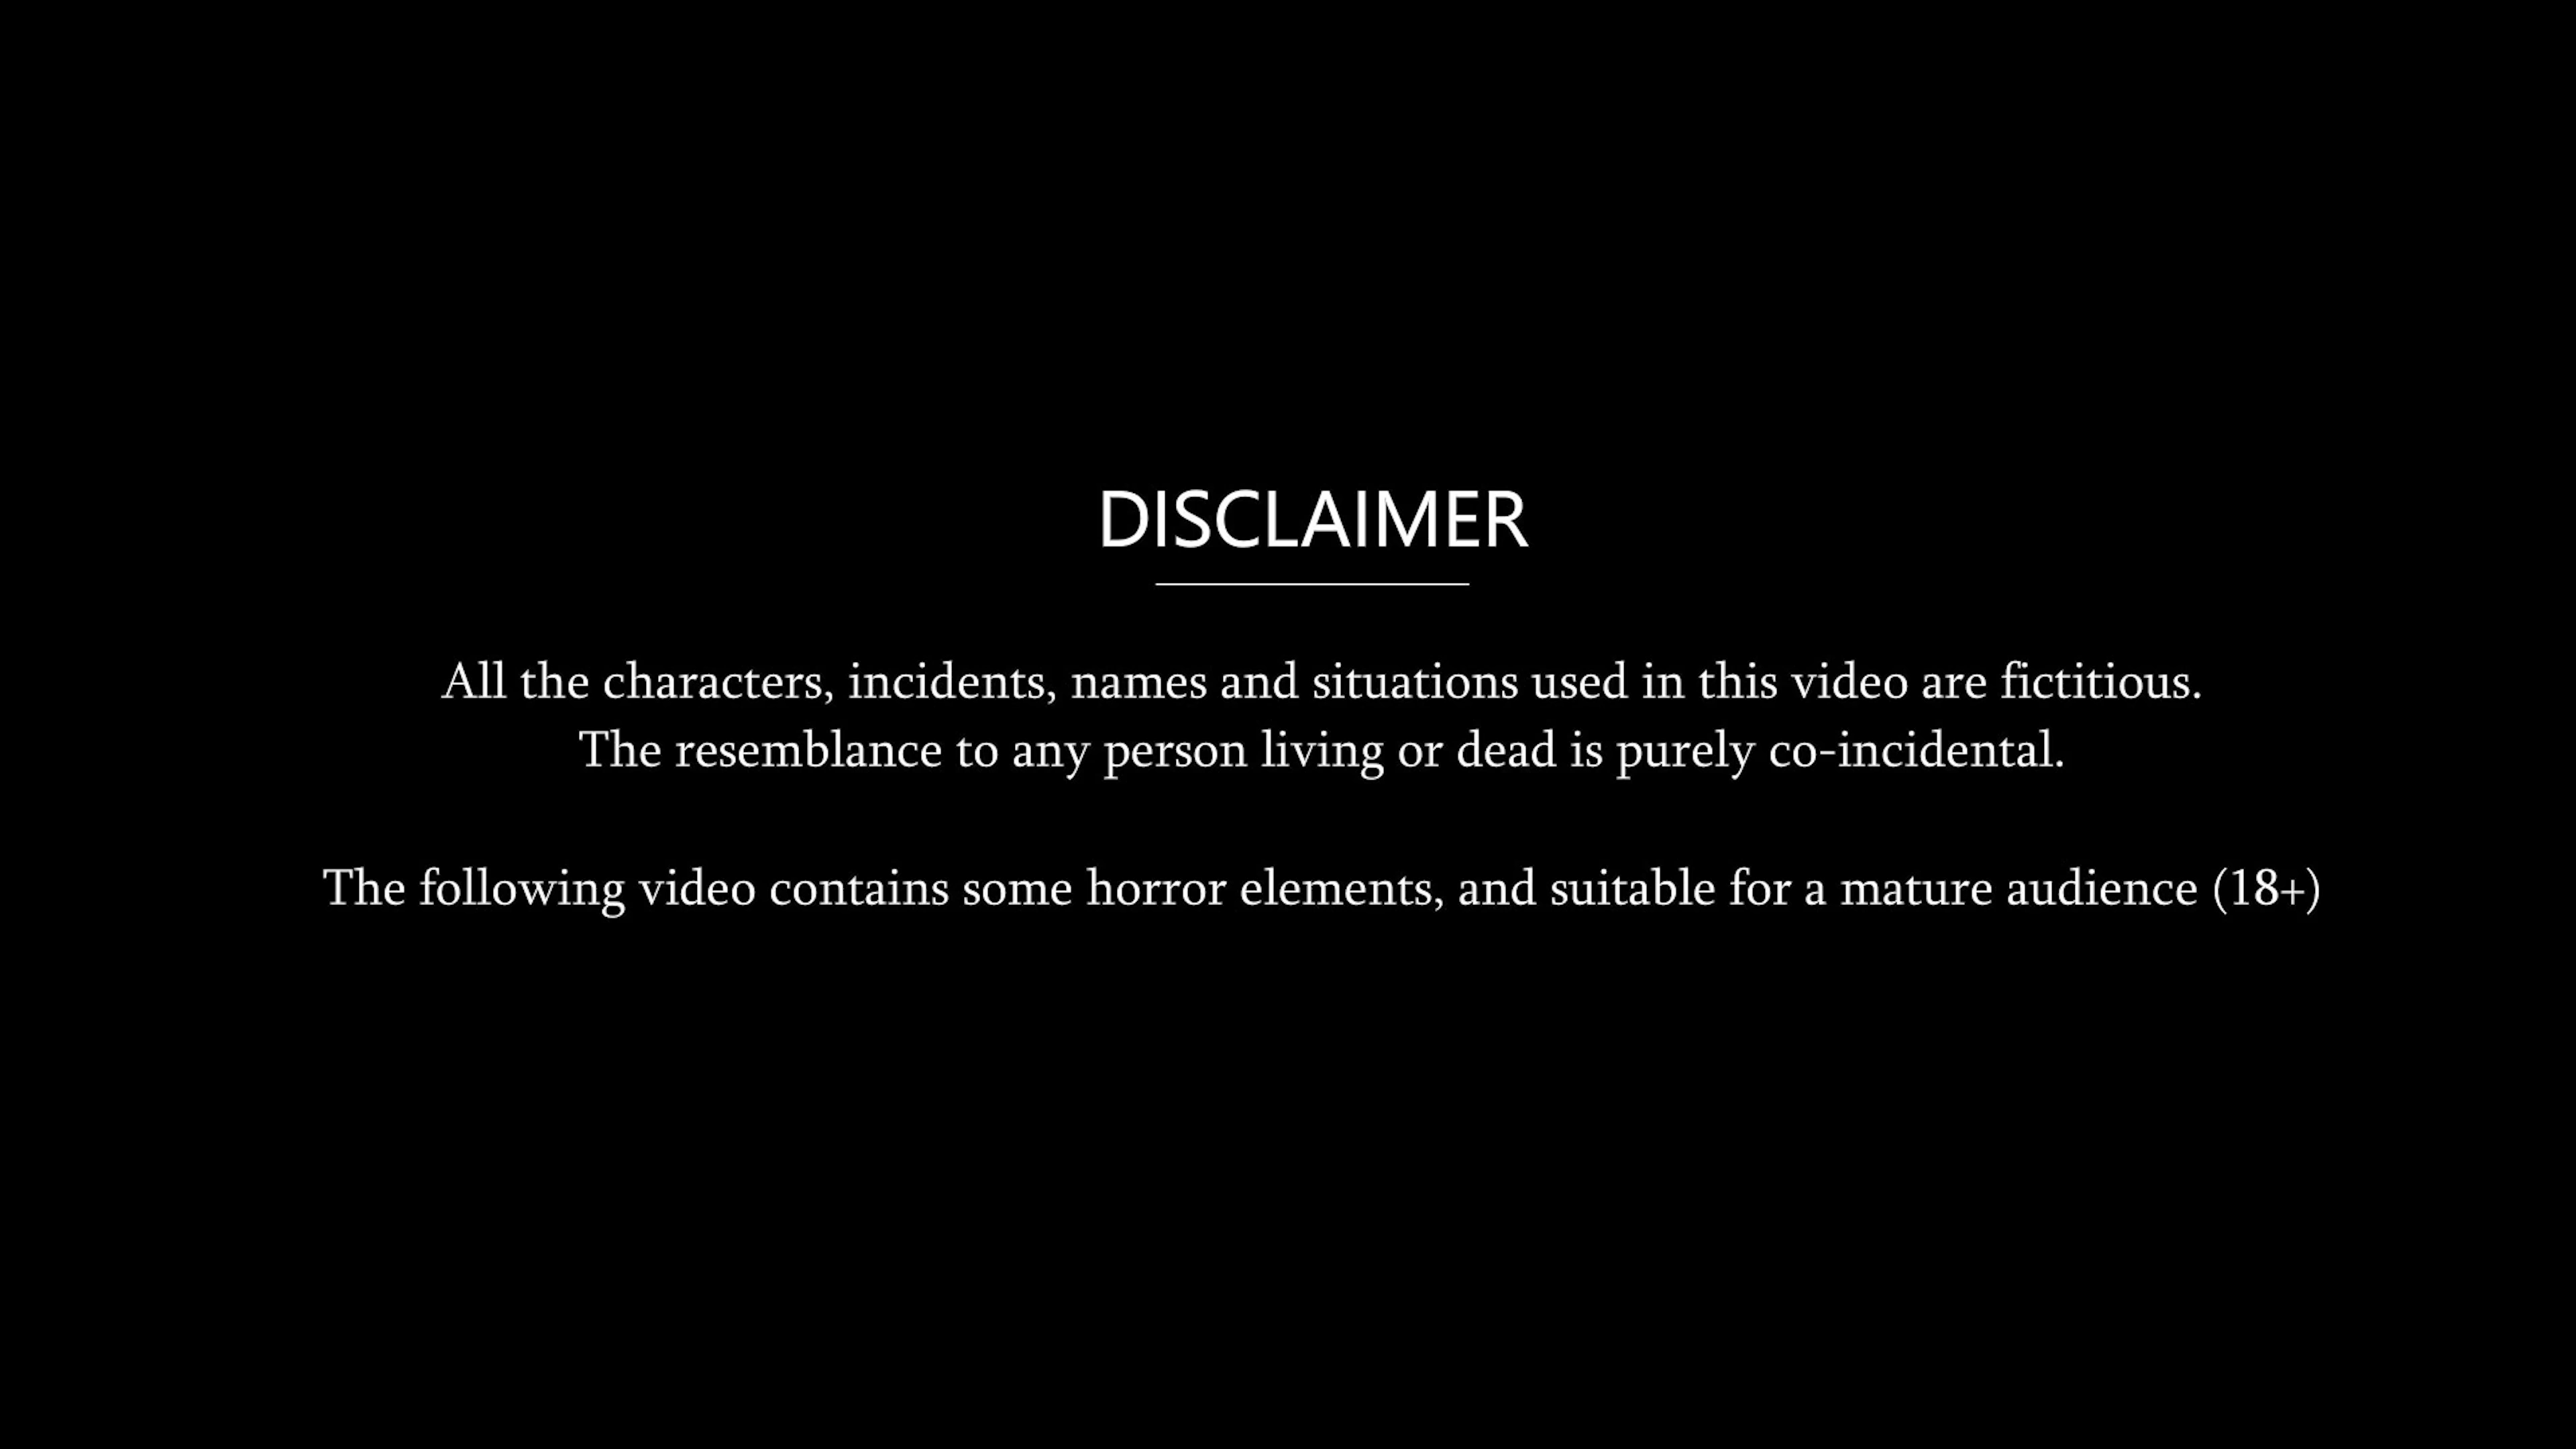 DISCLAIMER
All the characters, incidents, names and situations used in this video are fictitious.
The resemblance to any person living or dead is purely co-incidental.
The following video contains some horror elements, and suitable for a mature audience (18+)